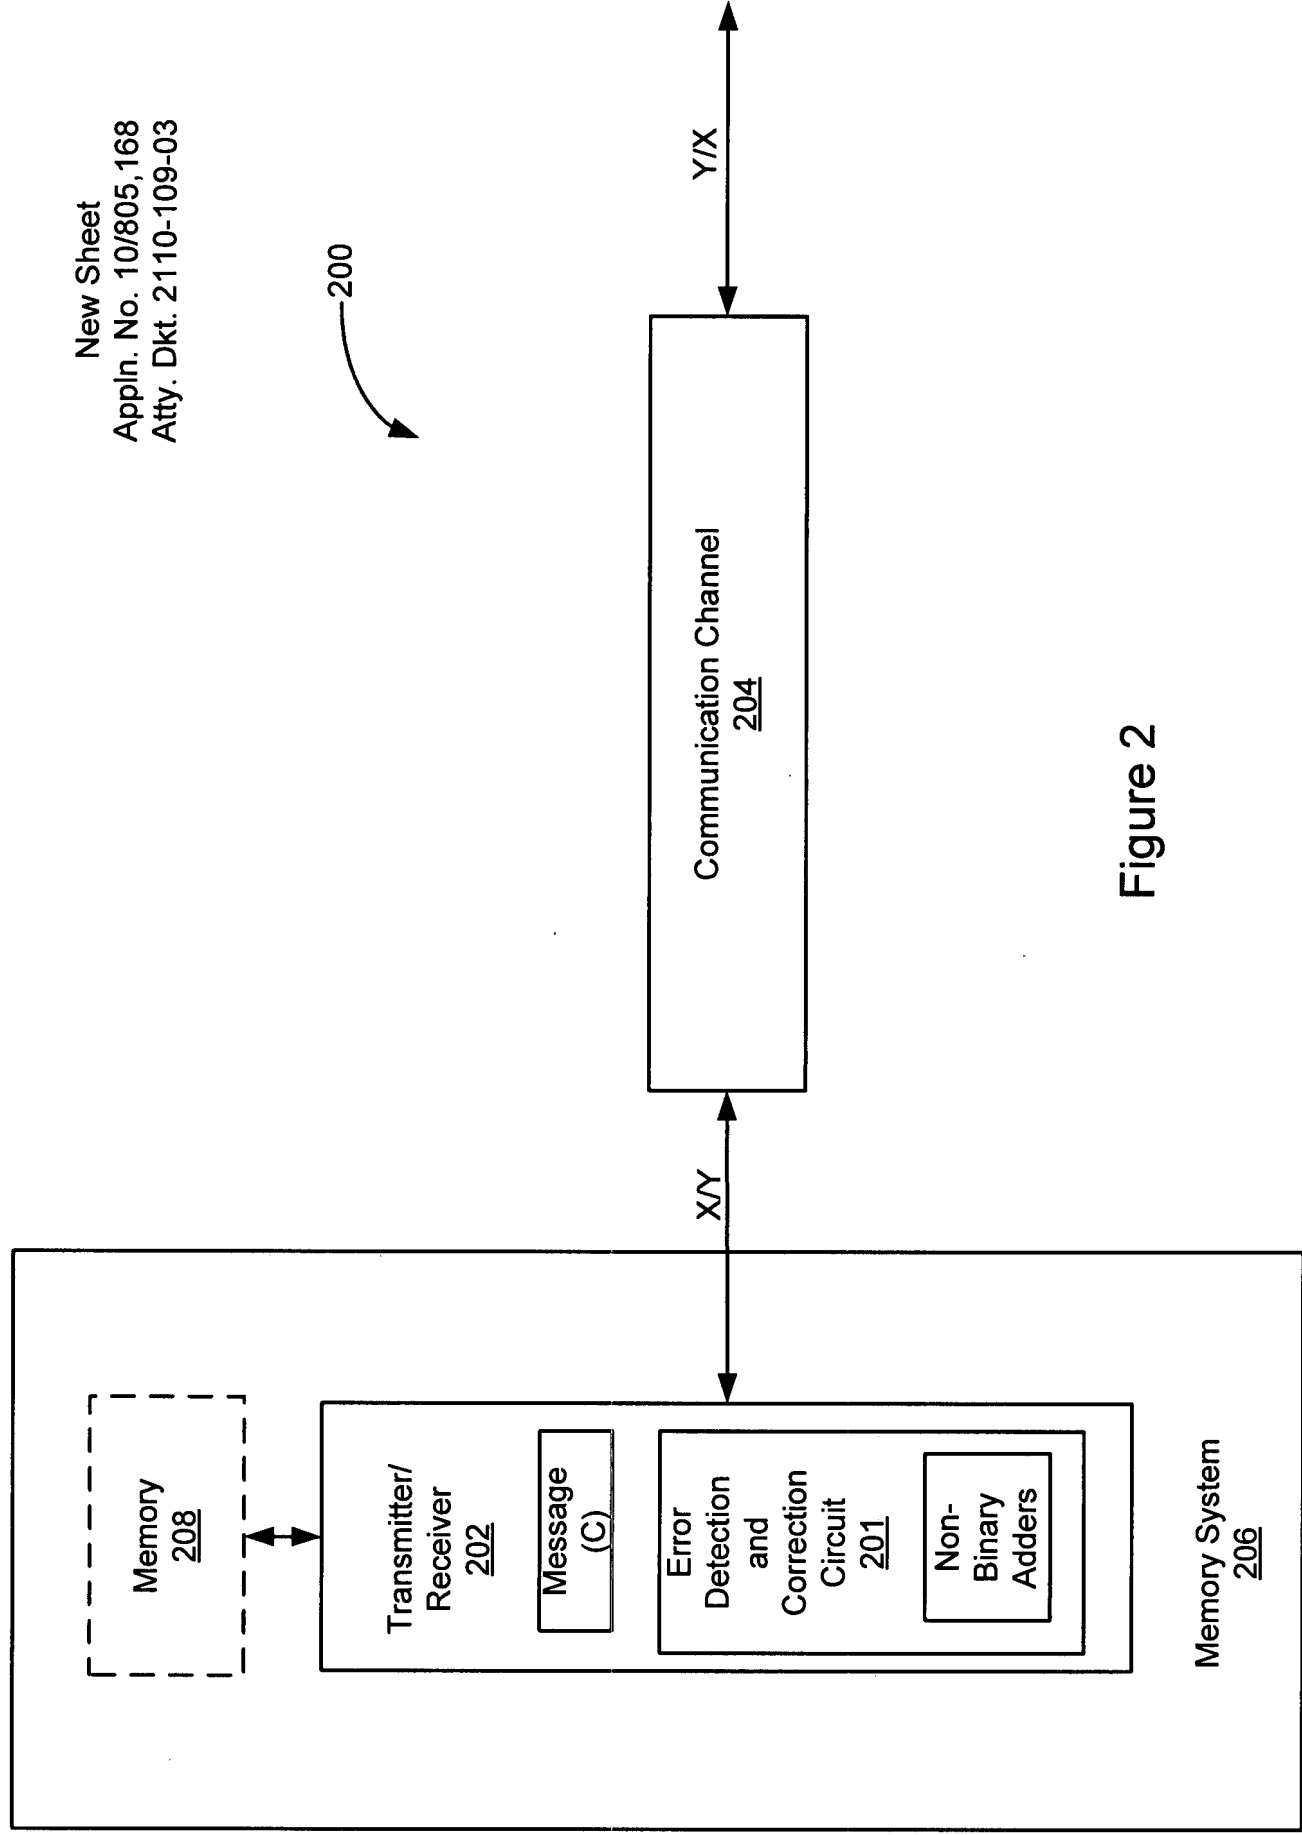 New Sheet
Appln. No. 10/805,168
Atty. Dkt. 2110-109-03
200
Memory
208
Transmitter/
Receiver
202
Message
(C)
Error
Detection
and
Correction
Circuit
201
Non-
Binary
Adders
Memory System
206
X/Y
Communication Channel
204
Y/X
Figure 2